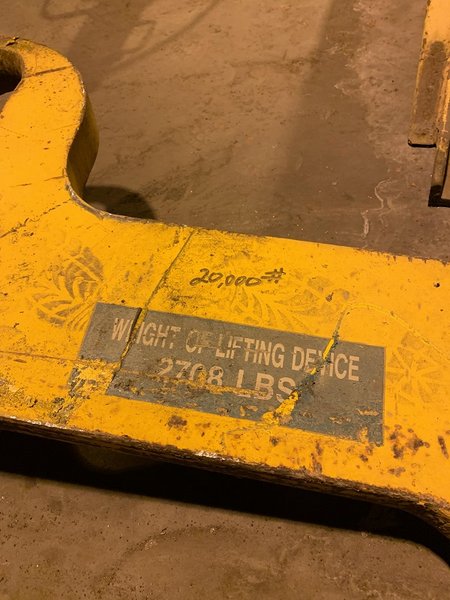 20,000#
WEIGHT OF LIFTING DEVICE
2708 LBS